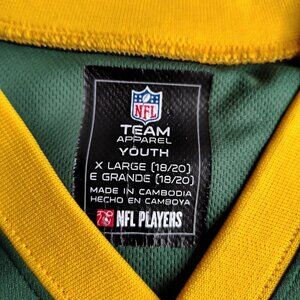 NFL
TEAM
APPAREL
YOUTH
X LARGE (18/20)
E GRANDE (18/20)
MADE IN CAMBODIA
HECHO EN CAMBOYA
NFL PLAYERS